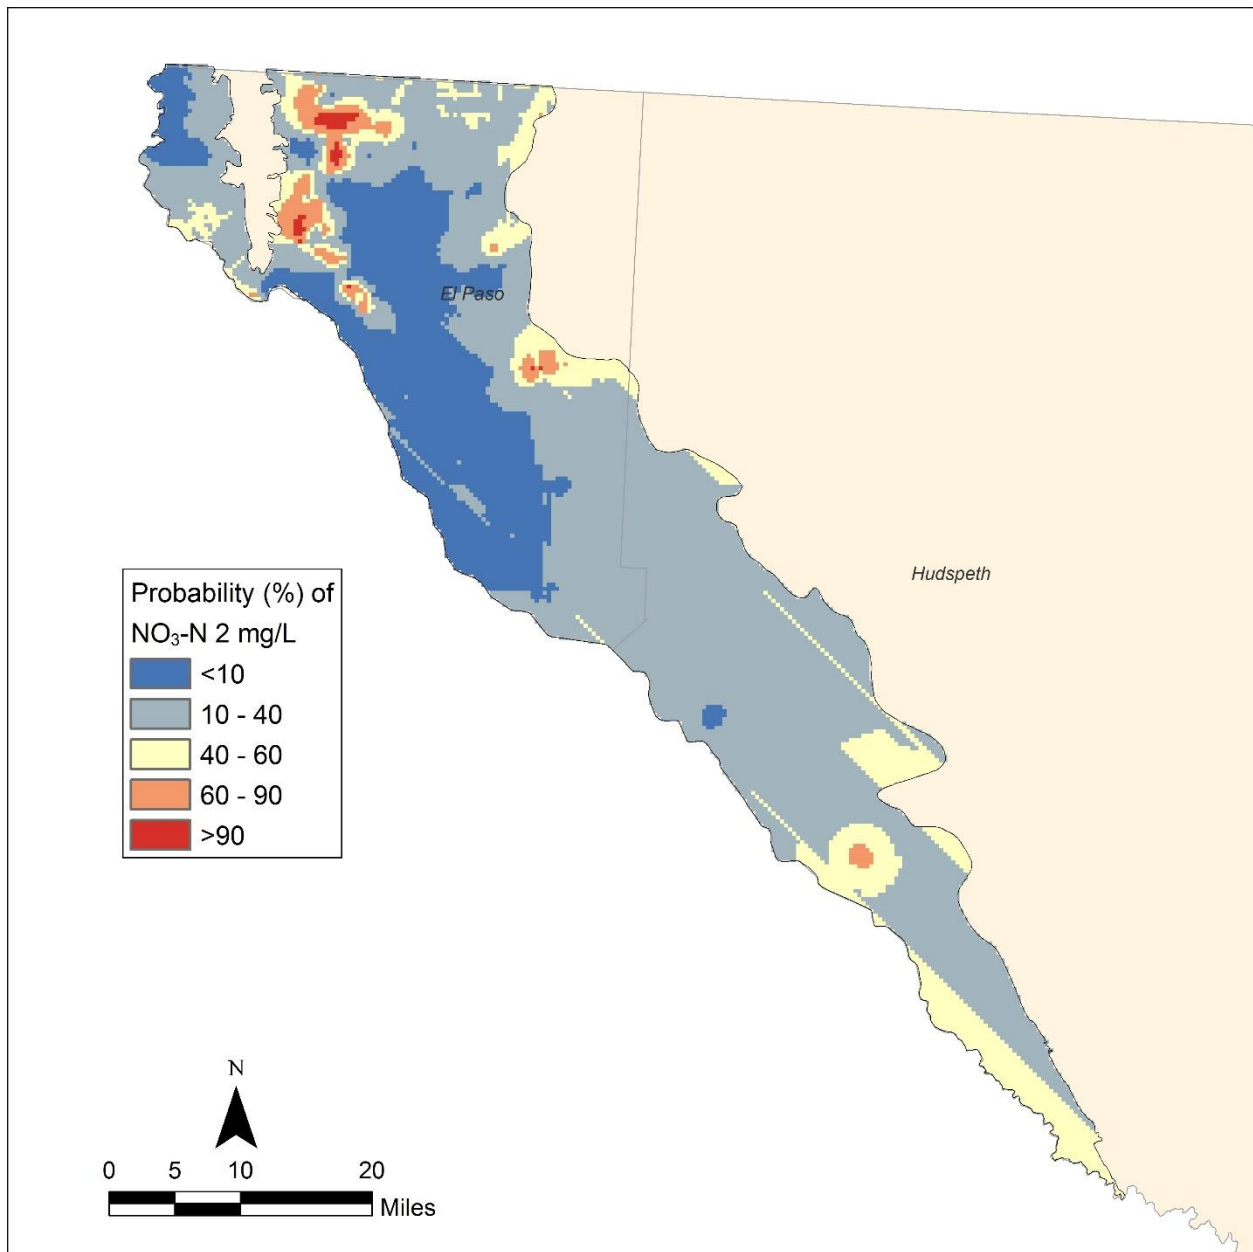 El Paso
Hudspeth
Probability (%) of
NO₃-N 2 mg/L
<10
10 - 40
40 - 60
60 - 90
>90
N
0 5 10 20
Miles